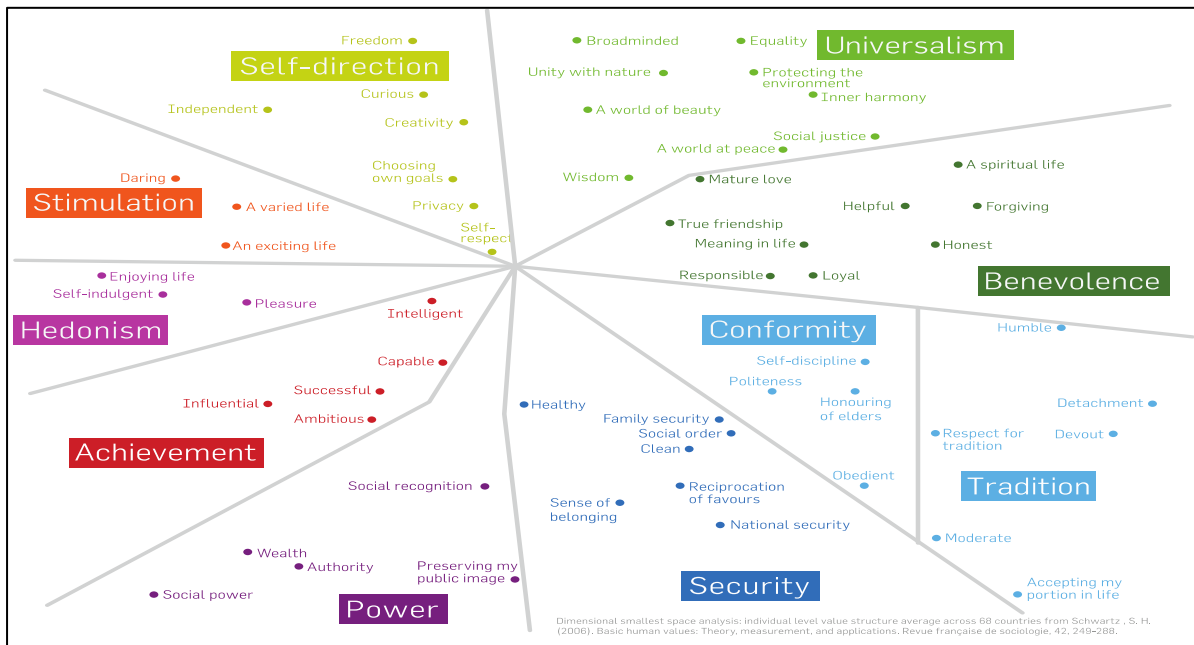 Freedom
Broadminded
Equality
Universalism
Self-direction
Unity with nature
Protecting the
environment
Curious
Inner harmony
Independent
A world of beauty
Creativity
Social justice
A world at peace
Choosing
own goals
A spiritual life
Daring
Wisdom
Mature love
Stimulation
A varied life
Privacy
Helpful
Forgiving
True friendship
Self-
respect
An exciting life
Meaning in life
Honest
Enjoying life
Responsible
Loyal
Benevolence
Self-indulgent
Pleasure
Intelligent
Hedonism
Conformity
Humble
Capable
Self-discipline
Successful
Politeness
Honouring
of elders
Influential
Healthy
Detachment
Ambitious
Family security
Social order
Respect for
tradition
Devout
Achievement
Clean
Obedient
Social recognition
Reciprocation
of favours
Tradition
Sense of
belonging
National security
Moderate
Wealth
Authority
Preserving my
public image
Security
Accepting my
portion in life
Social power
Power
Dimensional smallest space analysis: individual level value structure average across 68 countries from Schwartz , S. H.
(2006). Basic human values: Theory, measurement, and applications. Revue française de sociologie, 42, 249-288.